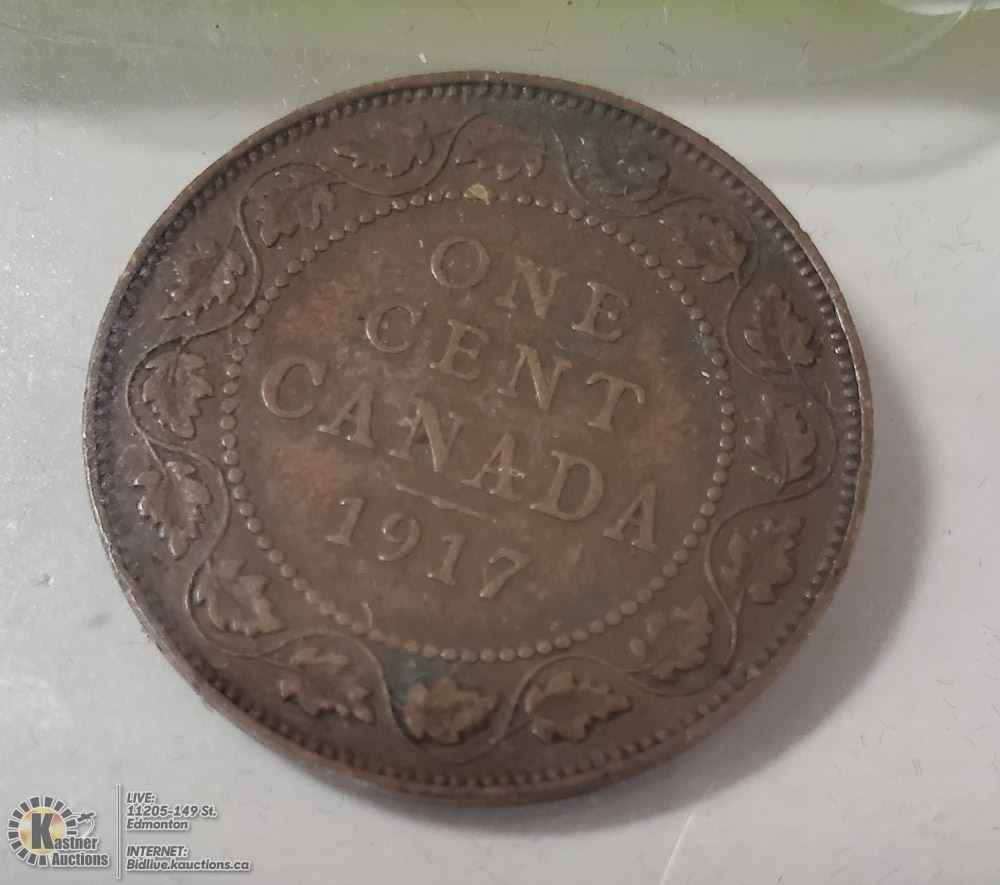 ONE
CENT
CANADA
1917
K
Kastner
Auctions
LIVE:
11205-149 St.
Edmonton
INTERNET:
Bidlive.kauctions.ca